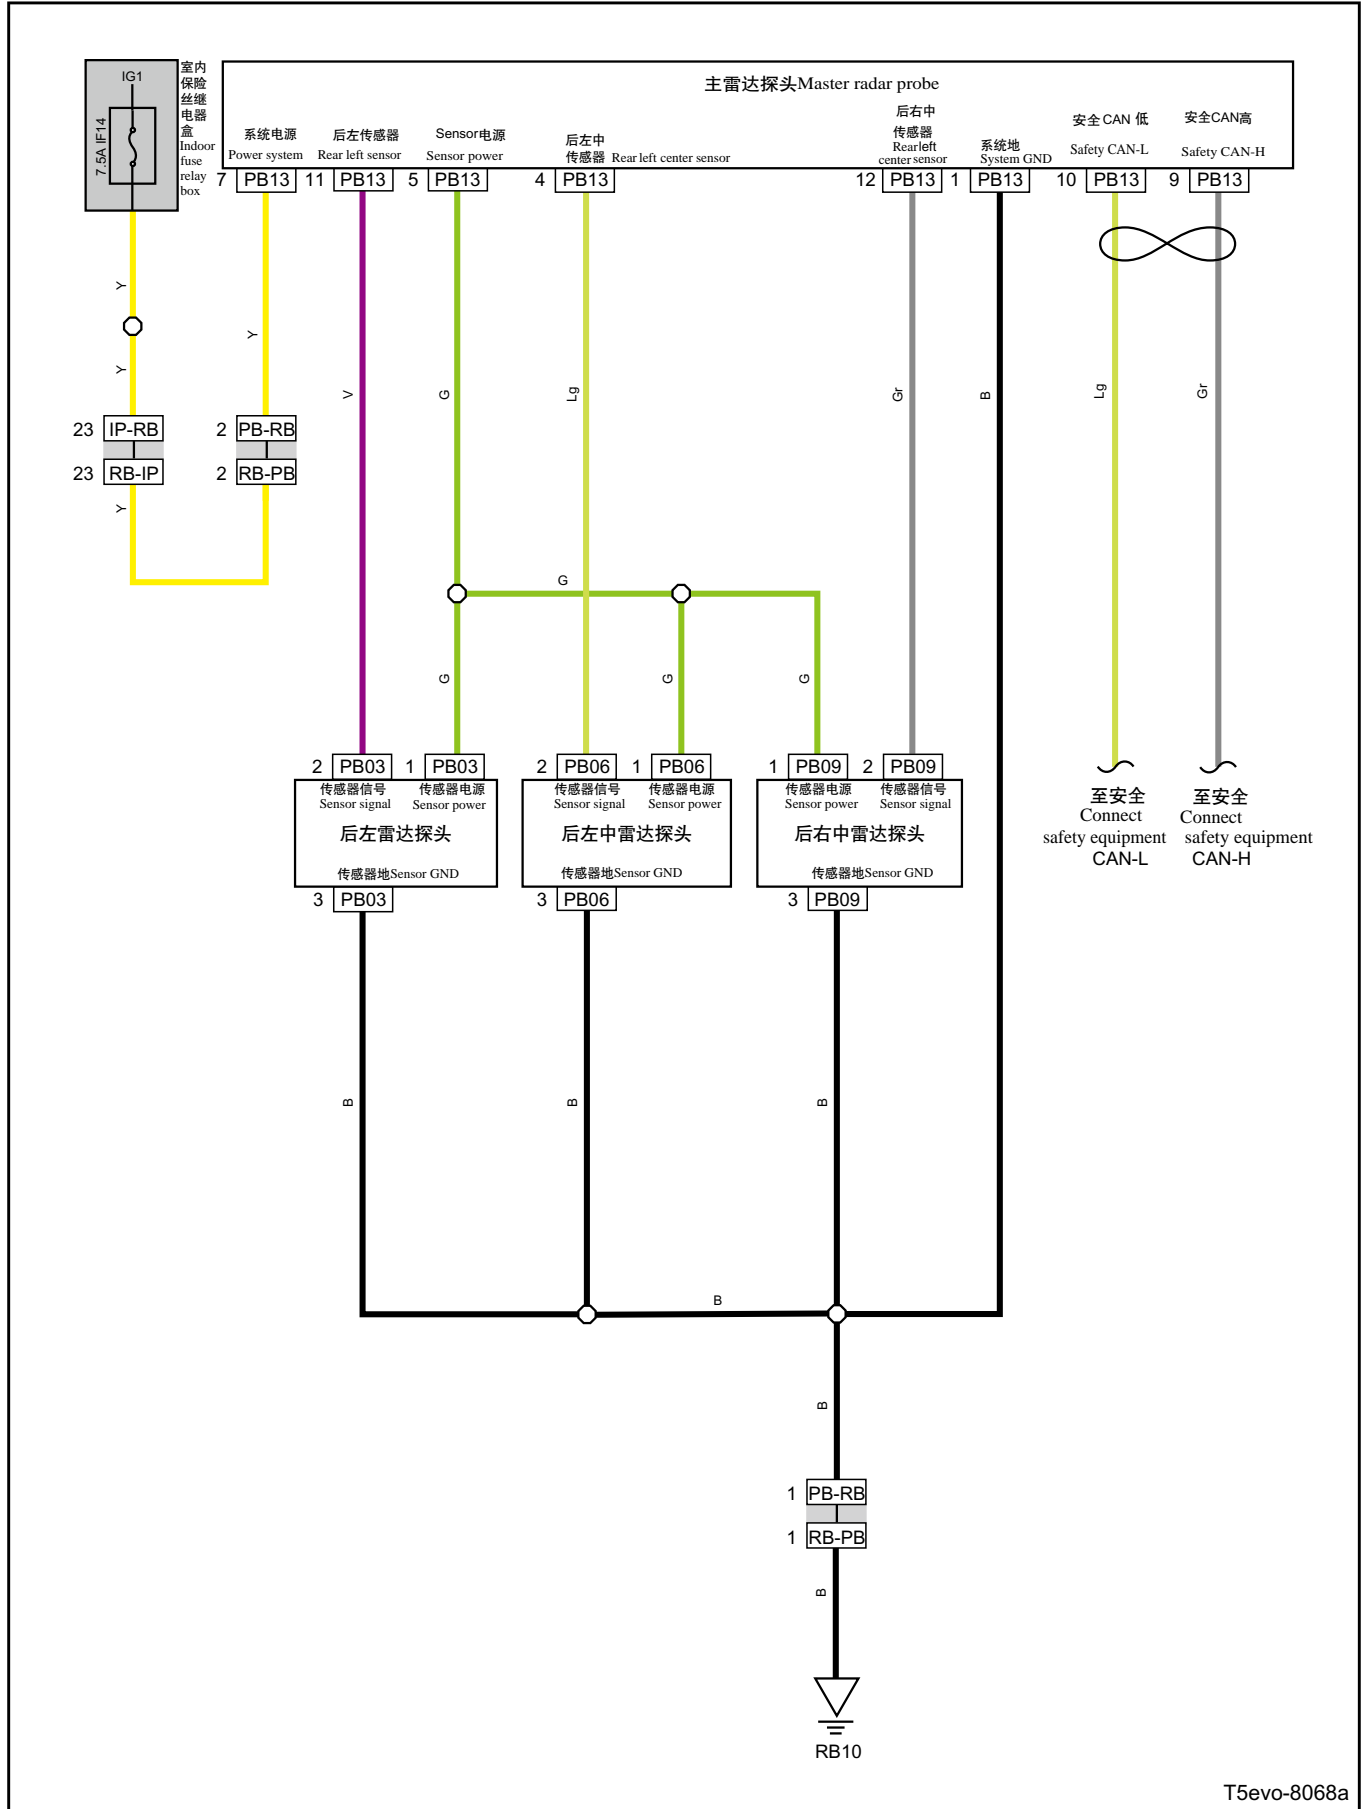 IG1
7.5A IF14
室内
保险
丝继
电器
盒
Indoor
fuse
relay
box
主雷达探头Master radar probe
系统电源
Power system
后左传感器
Rear left sensor
Sensor电源
Sensor power
后左中
传感器 Rear left center sensor
后右中
传感器
Rearleft
center sensor
系统地
System GND
安全CAN 低
Safety CAN-L
安全CAN高
Safety CAN-H
7 PB13
11 PB13
5 PB13
4 PB13
12 PB13
1 PB13
10 PB13
9 PB13
Y
Y
Y
V
G
Lg
Gr
B
Lg
Gr
23 IP-RB
23 RB-IP
2 PB-RB
2 RB-PB
Y
G
G
G
G
2 PB03
1 PB03
2 PB06
1 PB06
1 PB09
2 PB09
传感器信号
Sensor signal
传感器电源
Sensor power
后左雷达探头
传感器地Sensor GND
传感器信号
Sensor signal
传感器电源
Sensor power
后左中雷达探头
传感器地Sensor GND
传感器电源
Sensor power
传感器信号
Sensor signal
后右中雷达探头
传感器地Sensor GND
至安全
Connect
safety equipment
CAN-L
至安全
Connect
safety equipment
CAN-H
3 PB03
3 PB06
3 PB09
B
B
B
B
B
1 PB-RB
1 RB-PB
B
RB10
T5evo-8068a